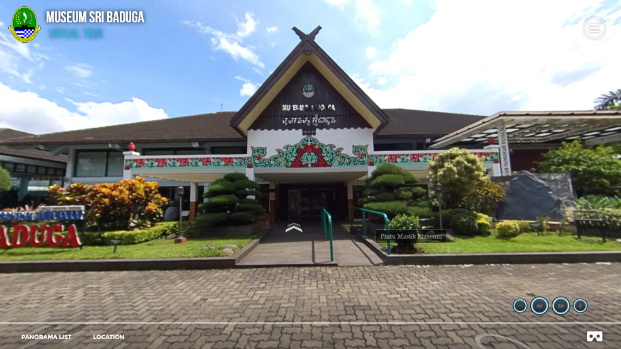 MUSEUM SRI BADUGA
VIRTUAL TOUR
BADUGA
Pintu Masuk Museum
PANORAMA LIST
LOCATION